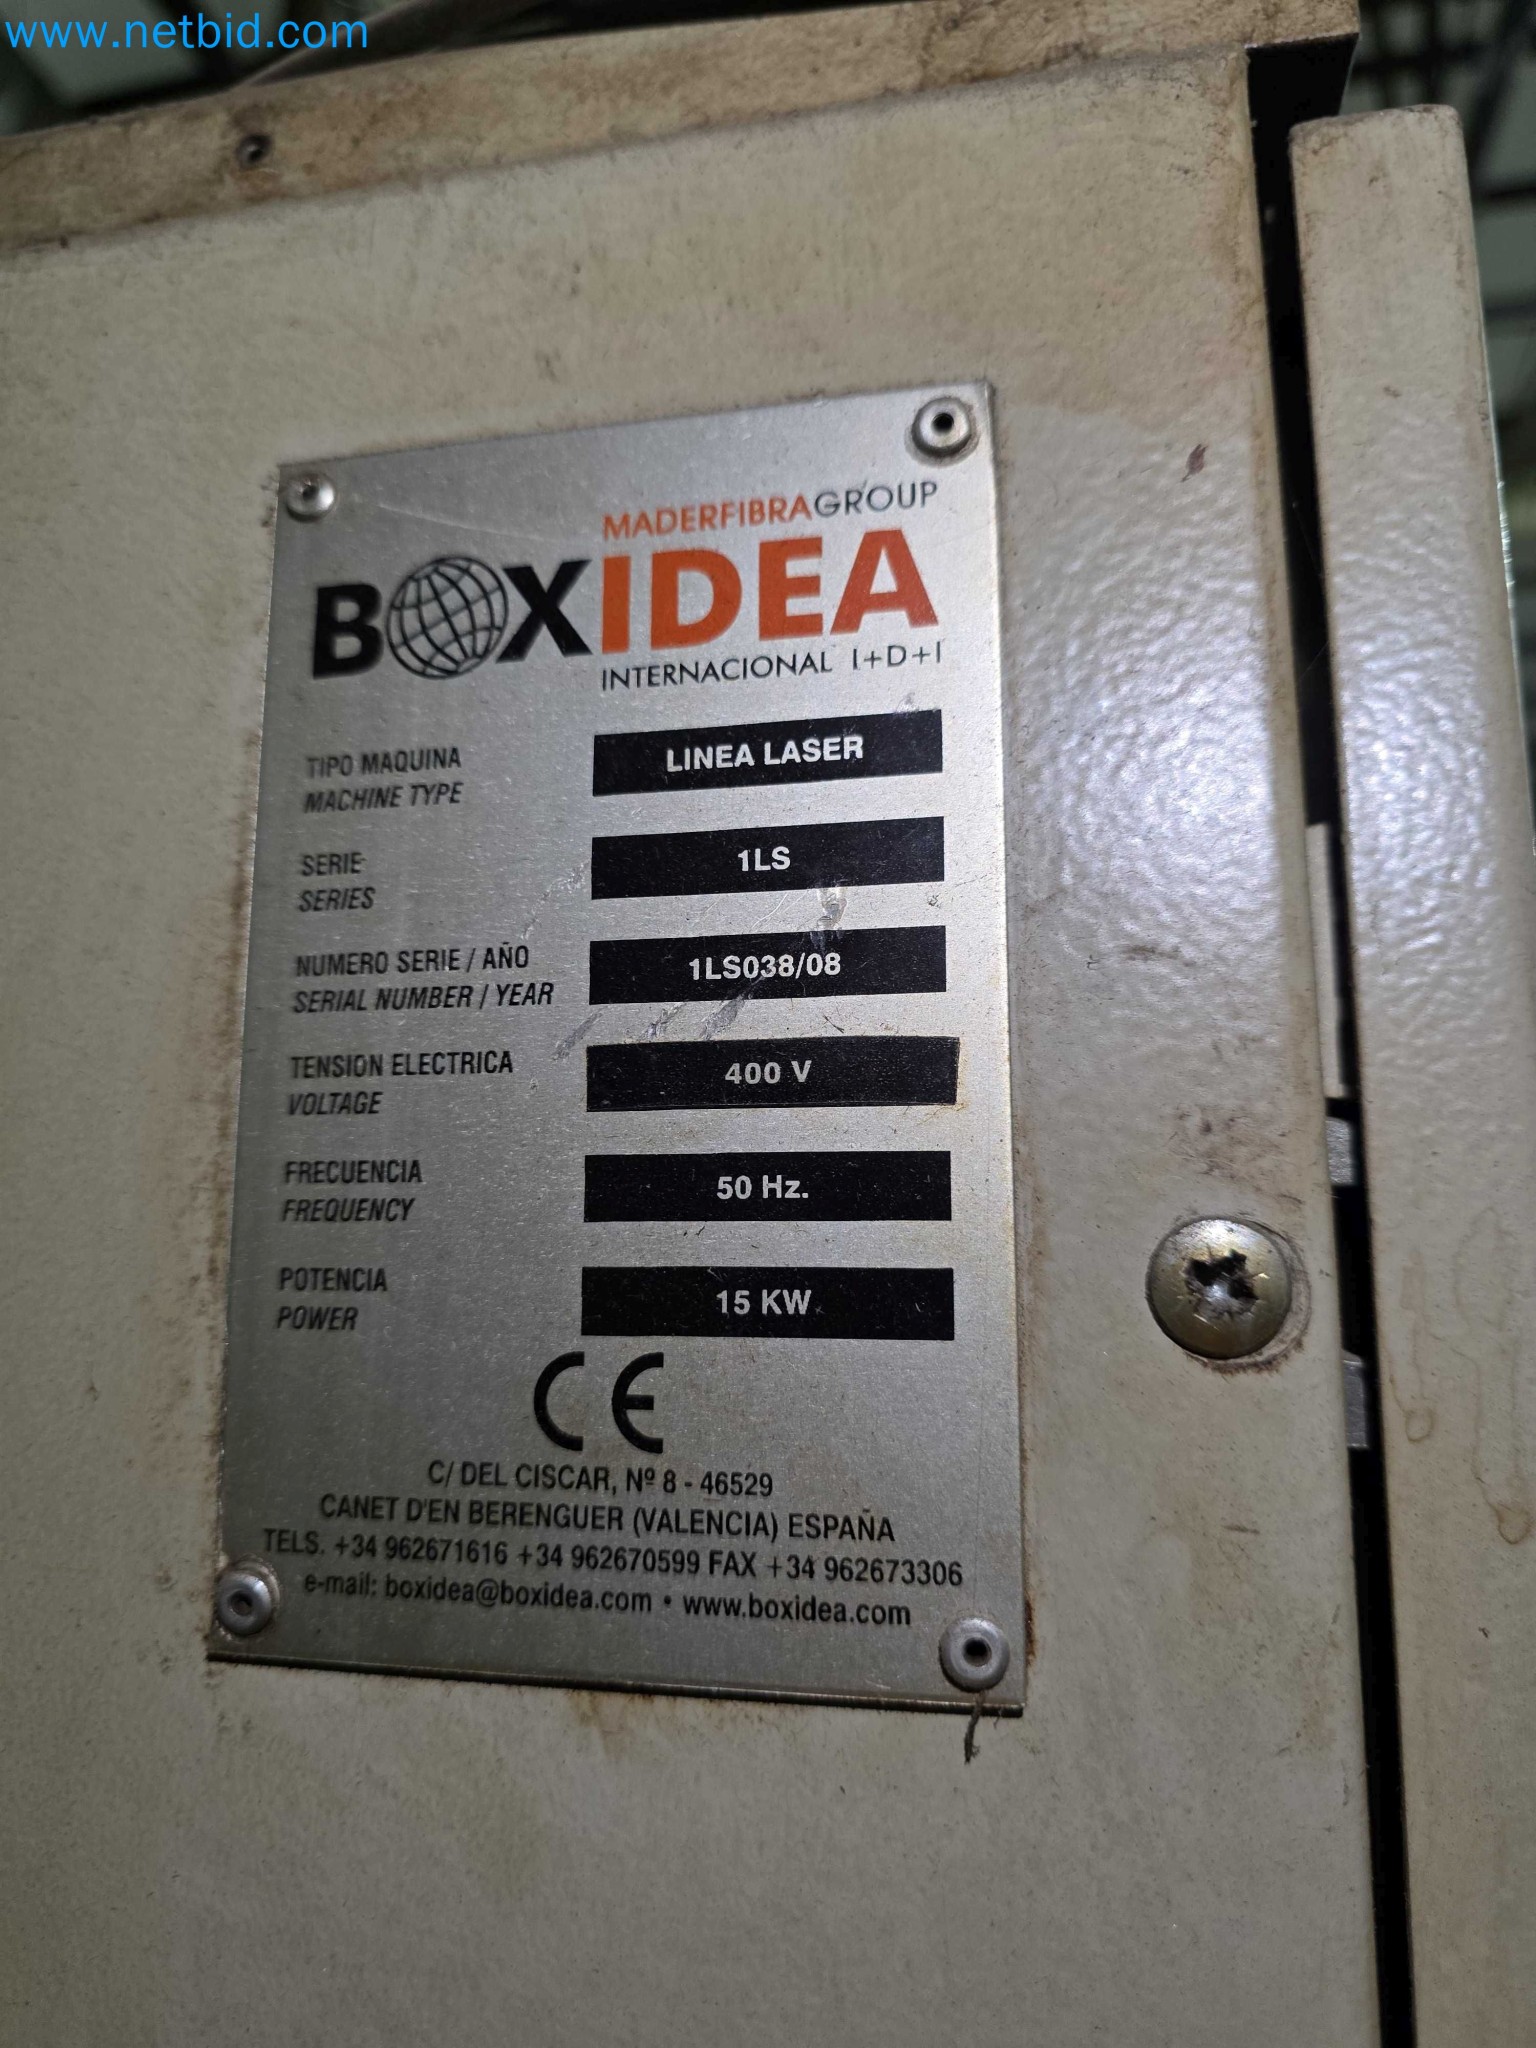 www.netbid.com
MADERFIBRAGROUP
BOXIDEA
INTERNACIONAL I+D+I
TIPO MAQUINA
MACHINE TYPE
LINEA LASER
SERIE
SERIES
1LS
NUMERO SERIE / AÑO
SERIAL NUMBER / YEAR
1LS038/08
TENSION ELECTRICA
VOLTAGE
400 V
FRECUENCIA
FREQUENCY
50 Hz.
POTENCIA
POWER
15 KW
CE
C/ DEL CISCAR, Nº 8 - 46529
CANET D'EN BERENGUER (VALENCIA) ESPAÑA
TELS. +34 962671616 +34 962670599 FAX +34 962673306
e-mail: boxidea@boxidea.com • www.boxidea.com